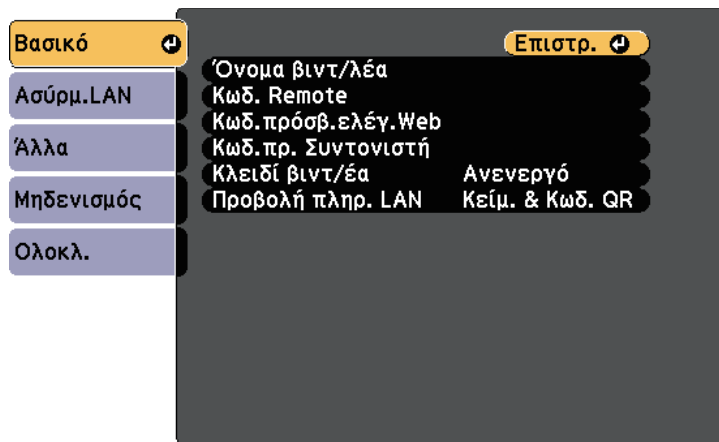 Βασικό
Ασύρμ.LAN
Άλλα
Μηδενισμός
Ολοκλ.
Επιστρ.
Όνομα βιντ/λέα
Κωδ. Remote
Κωδ.πρόσβ.ελέγ.Web
Κωδ.πρ. Συντονιστή
Κλειδί βιντ/έα Ανενεργό
Προβολή πληρ. LAN Κείμ. & Κωδ. QR